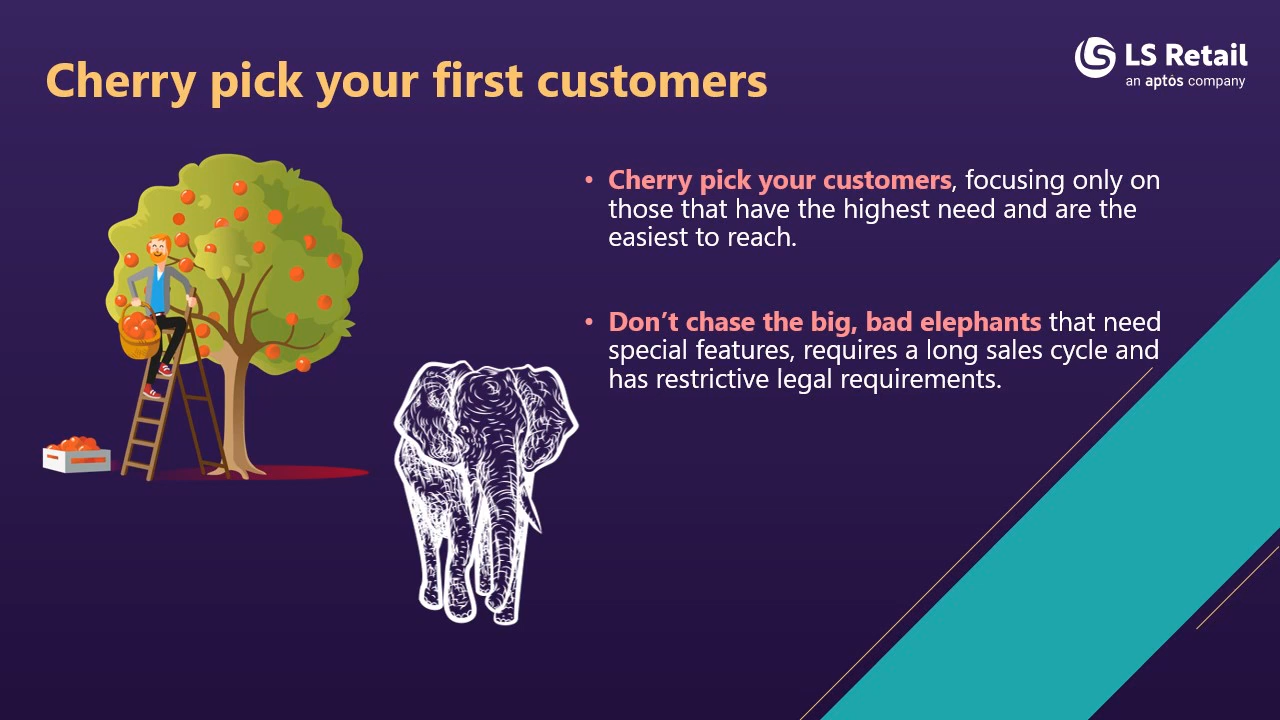 Cherry pick your first customers
LS Retail
an aptos company
• Cherry pick your customers, focusing only on
those that have the highest need and are the
easiest to reach.
• Don’t chase the big, bad elephants that need
special features, requires a long sales cycle and
has restrictive legal requirements.